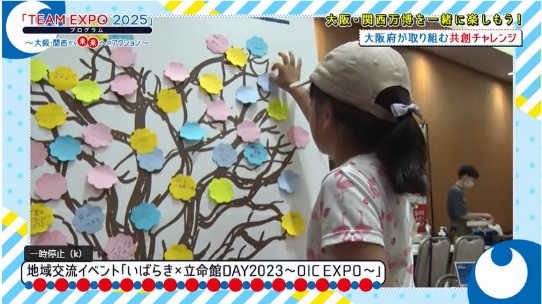 「TEAM EXPO 2025」
プログラム
～大阪・関西から未来へのアクション～
大阪・関西万博を一緒に楽しもう！
大阪府が取り組む共創チャレンジ
一時停止（k）
地域交流イベント「いばらき×立命館DAY2023～OIC EXPO～」